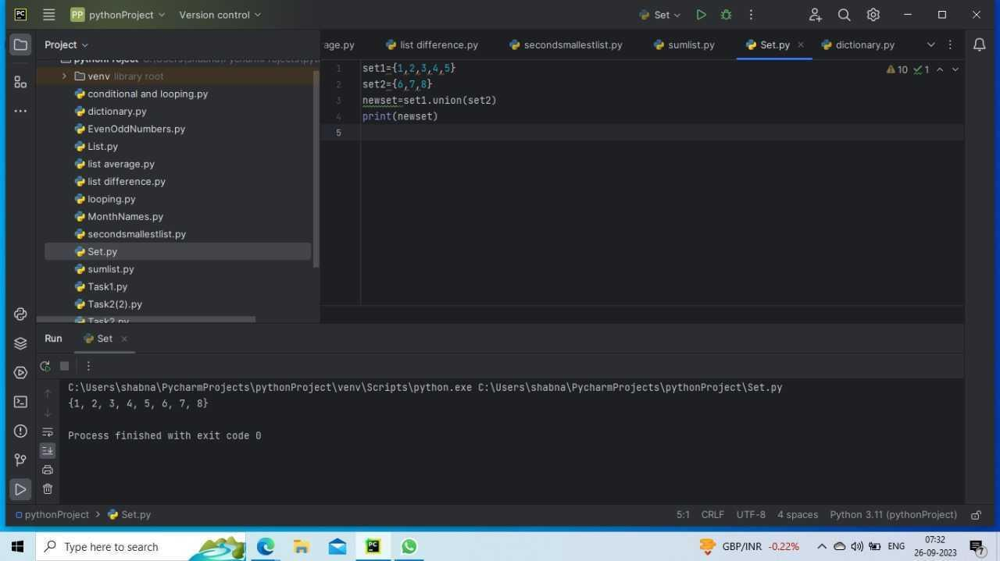 PC
PP pythonProject
Version control
Set
Project
age.py
list difference.py
secondsmallestlist.py
sumlist.py
Set.py
dictionary.py
pythonProject
venv library root
conditional and looping.py
dictionary.py
EvenOddNumbers.py
List.py
list average.py
list difference.py
looping.py
MonthNames.py
secondsmallestlist.py
Set.py
sumlist.py
Task1.py
Task2(2).py
Task2.py
1 set1={1,2,3,4,5}
2 set2={6,7,8}
3 newset=set1.union(set2)
4 print(newset)
5
10 1
Run Set
C:\Users\shabna\PycharmProjects\pythonProject\venv\Scripts\python.exe C:\Users\shabna\PycharmProjects\pythonProject\Set.py
{1, 2, 3, 4, 5, 6, 7, 8}
Process finished with exit code 0
pythonProject > Set.py
5:1 CRLF UTF-8 4 spaces Python 3.11 (pythonProject)
Type here to search
PC
GBP/INR -0.22%
ENG
07:32
26-09-2023
7